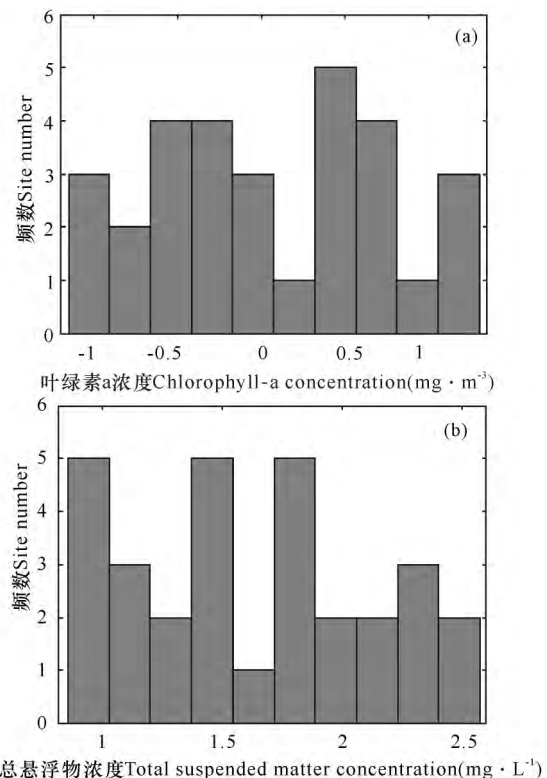 6
(a)
5
4
3
2
1
0
频数Site number
-1 -0.5 0 0.5 1
叶绿素a浓度Chlorophyll-a concentration(mg·m⁻³)
6
(b)
5
4
3
2
1
0
频数Site number
1 1.5 2 2.5
总悬浮物浓度Total suspended matter concentration(mg·L⁻¹)